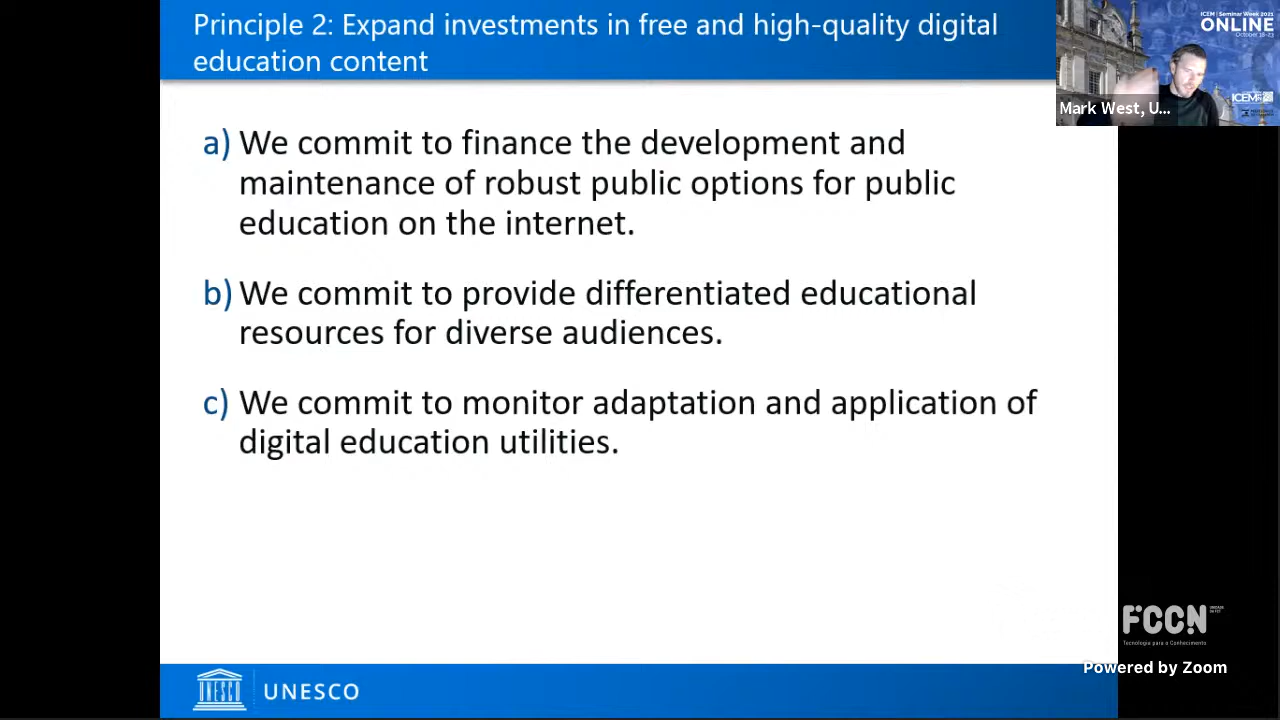 Principle 2: Expand investments in free and high-quality digital
education content
a) We commit to finance the development and
maintenance of robust public options for public
education on the internet.
b) We commit to provide differentiated educational
resources for diverse audiences.
c) We commit to monitor adaptation and application of
digital education utilities.
UNESCO
UNESCO
ICEM | Seminar Week 2021
ONLINE
October 18-23
ICEM
Mark West, U...
FCCN
Tecnologia para o Conhecimento
Powered by Zoom